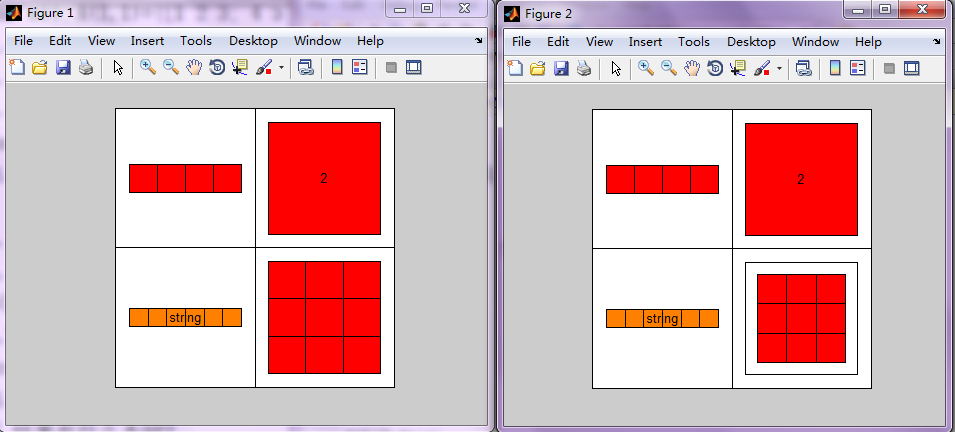 Figure 1
File Edit View Insert Tools Desktop Window Help
2
string
Figure 2
File Edit View Insert Tools Desktop Window Help
2
string